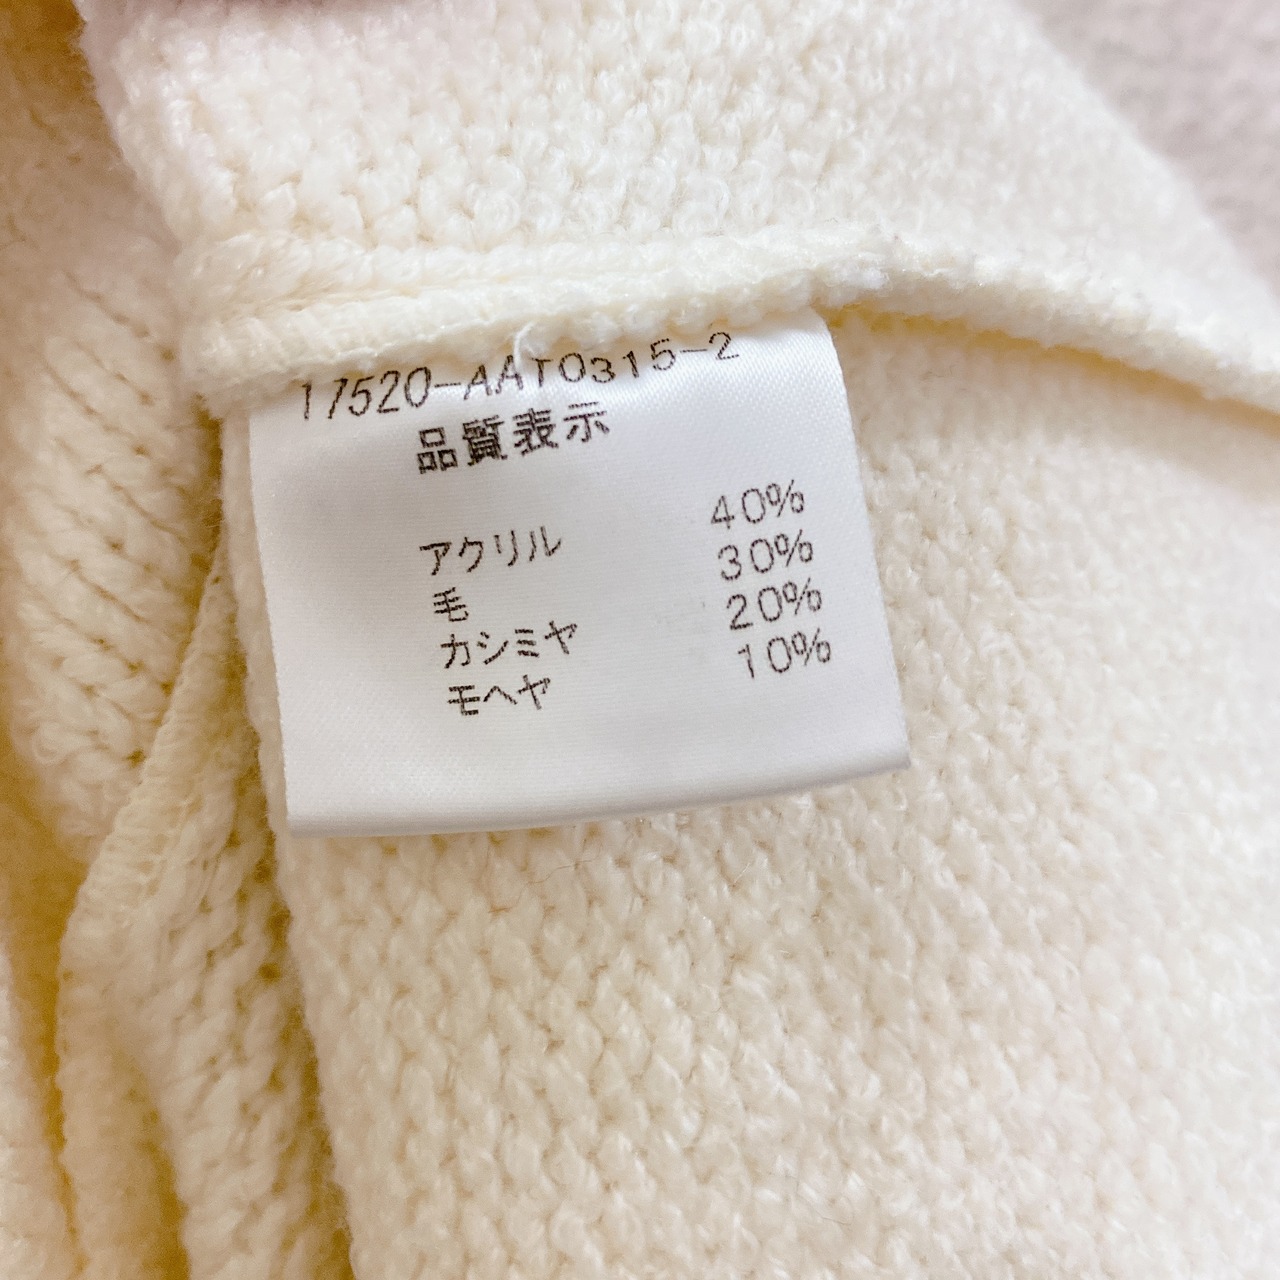 17520-AAT0315-2
品質表示
アクリル 40%
毛 30%
カシミヤ 20%
モヘヤ 10%